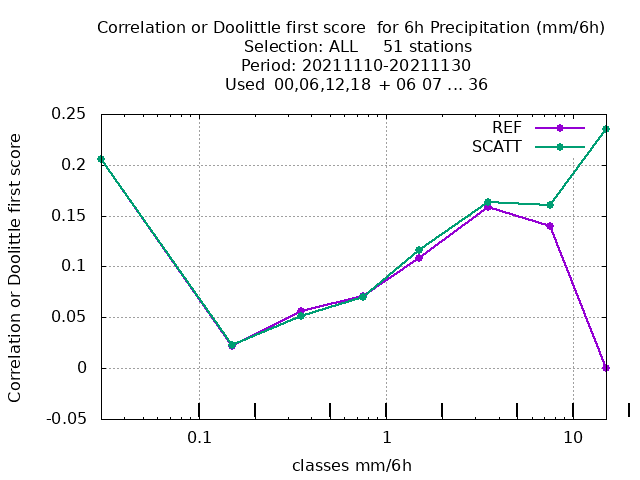 Correlation or Doolittle first score  for 6h Precipitation (mm/6h)
Selection: ALL     51 stations
Period: 20211110-20211130
Used  00,06,12,18 + 06 07 ... 36
Correlation or Doolittle first score
0.25
0.2
0.15
0.1
0.05
0
-0.05
REF
SCATT
0.1
1
10
classes mm/6h